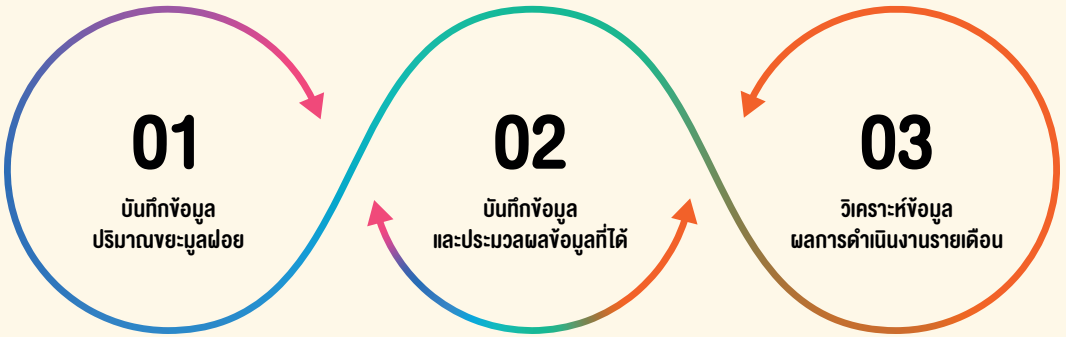 01
บันทึกข้อมูล
ปริมาณขยะมูลฝอย
02
บันทึกข้อมูล
และประมวลผลข้อมูลที่ได้
03
วิเคราะห์ข้อมูล
ผลการดำเนินงานรายเดือน